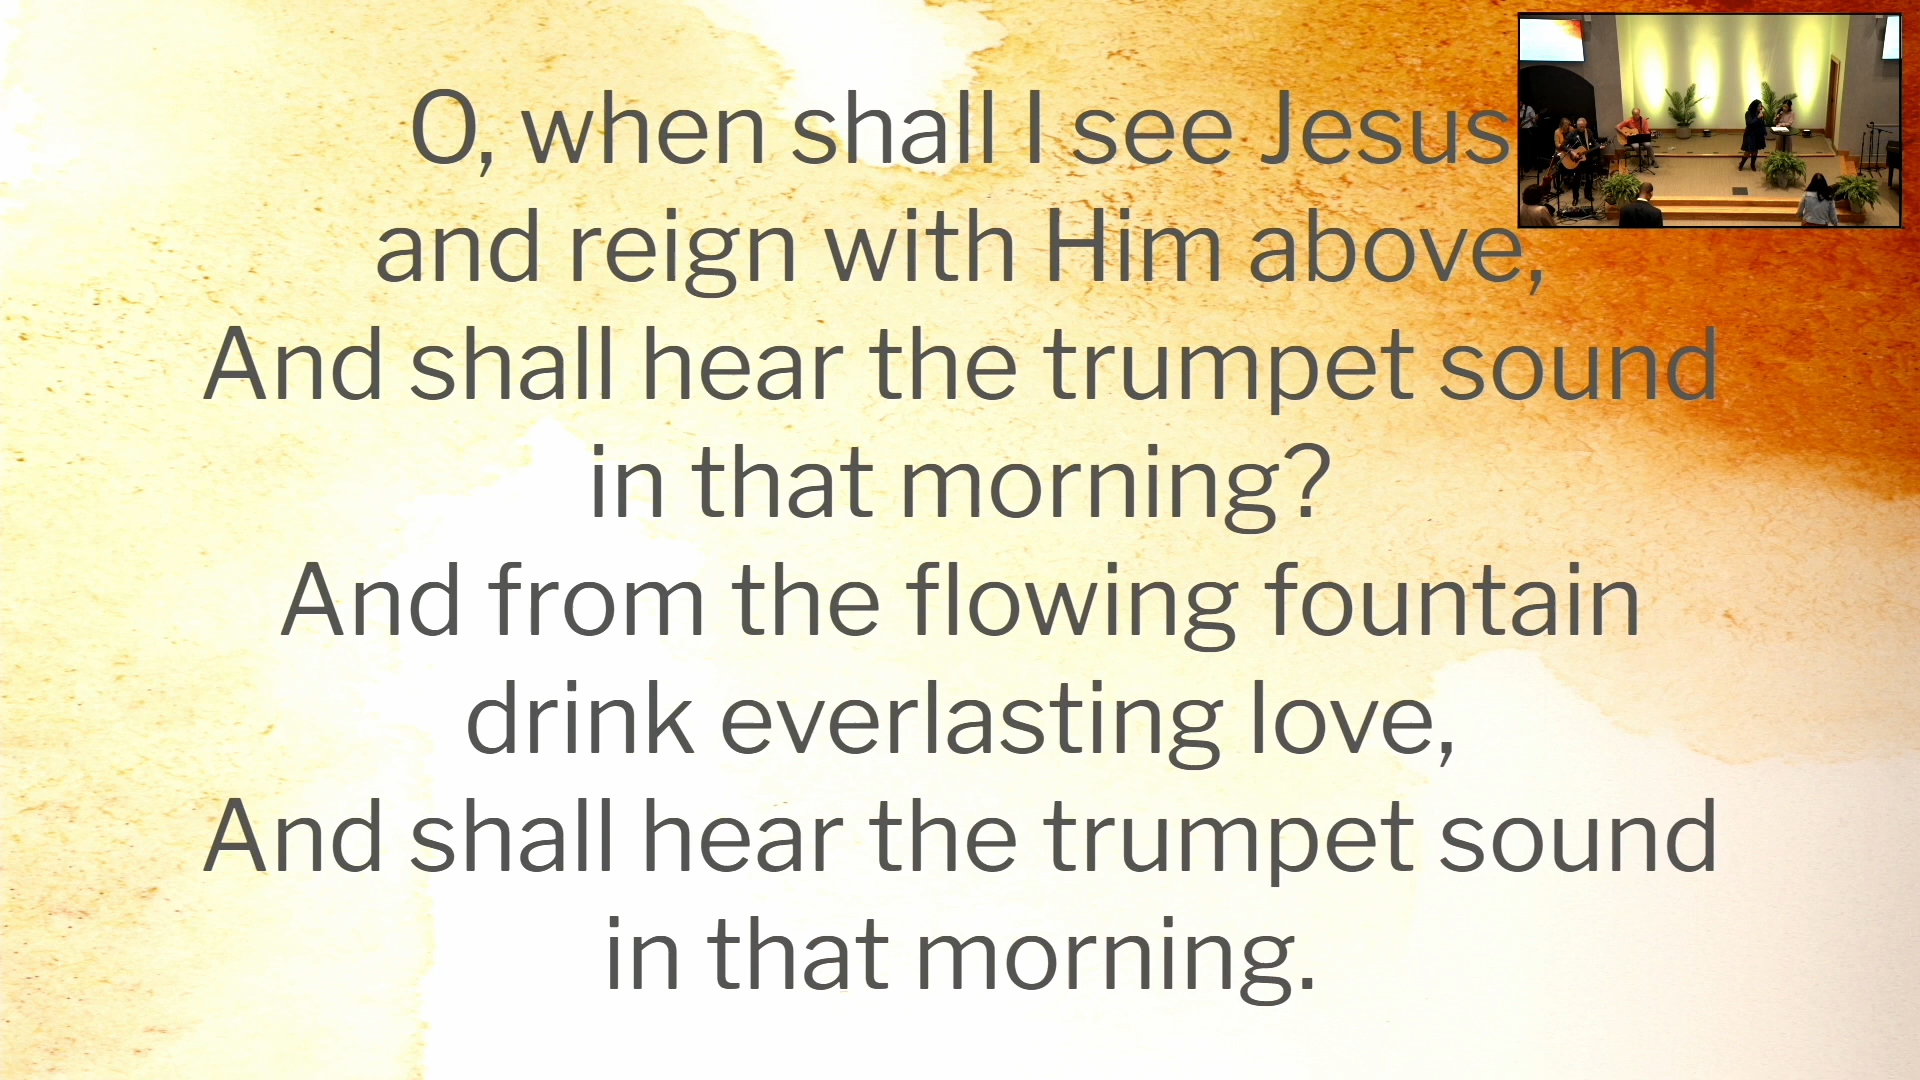 O, when shall I see Jesus
and reign with Him above,
And shall hear the trumpet sound
in that morning?
And from the flowing fountain
drink everlasting love,
And shall hear the trumpet sound
in that morning.